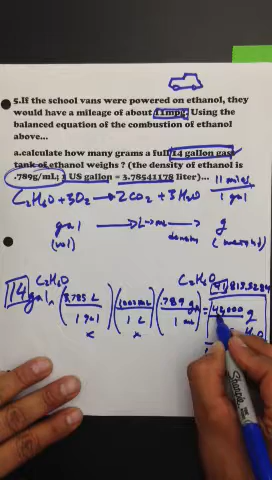 5.If the school vans were powered on ethanol, they
would have a mileage of about 11mpg. Using the
balanced equation of the combustion of ethanol
above...
a.calculate how many grams a full 14 gallon gas
tank of ethanol weighs? (the density of ethanol is
.789g/mL; 1 US gallon = 3.78541178 liter)...
11 miles
1 gal
C₂H₆O + 3O₂ → 2CO₂ + 3H₂O
gal → L→mL → g
(vol) density (weight)
C₂H₆O C₂H₆O
14 gal (3.785 L / 1 gal) (1000 mL / 1 L) (.789 g / 1 mL) = 42,000 g